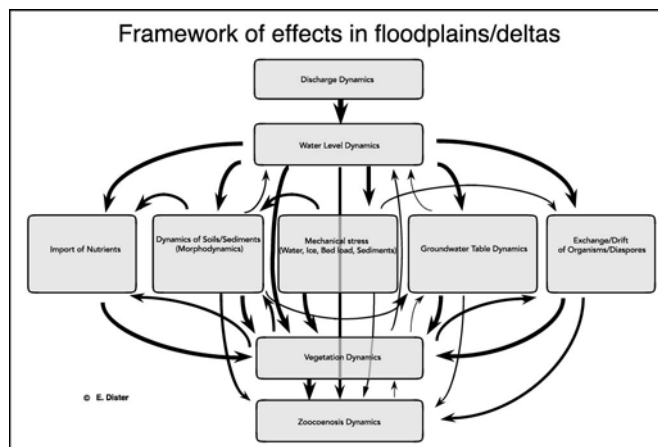 Framework of effects in floodplains/deltas
Discharge Dynamics
Water Level Dynamics
Import of Nutrients
Dynamics of Soils/Sediments
(Morphodynamics)
Mechanical stress
(Water, Ice, Bed load, Sediments)
Groundwater Table Dynamics
Exchange/Drift
of Organisms/Diaspores
Vegetation Dynamics
© E. Dister
Zoocoenosis Dynamics